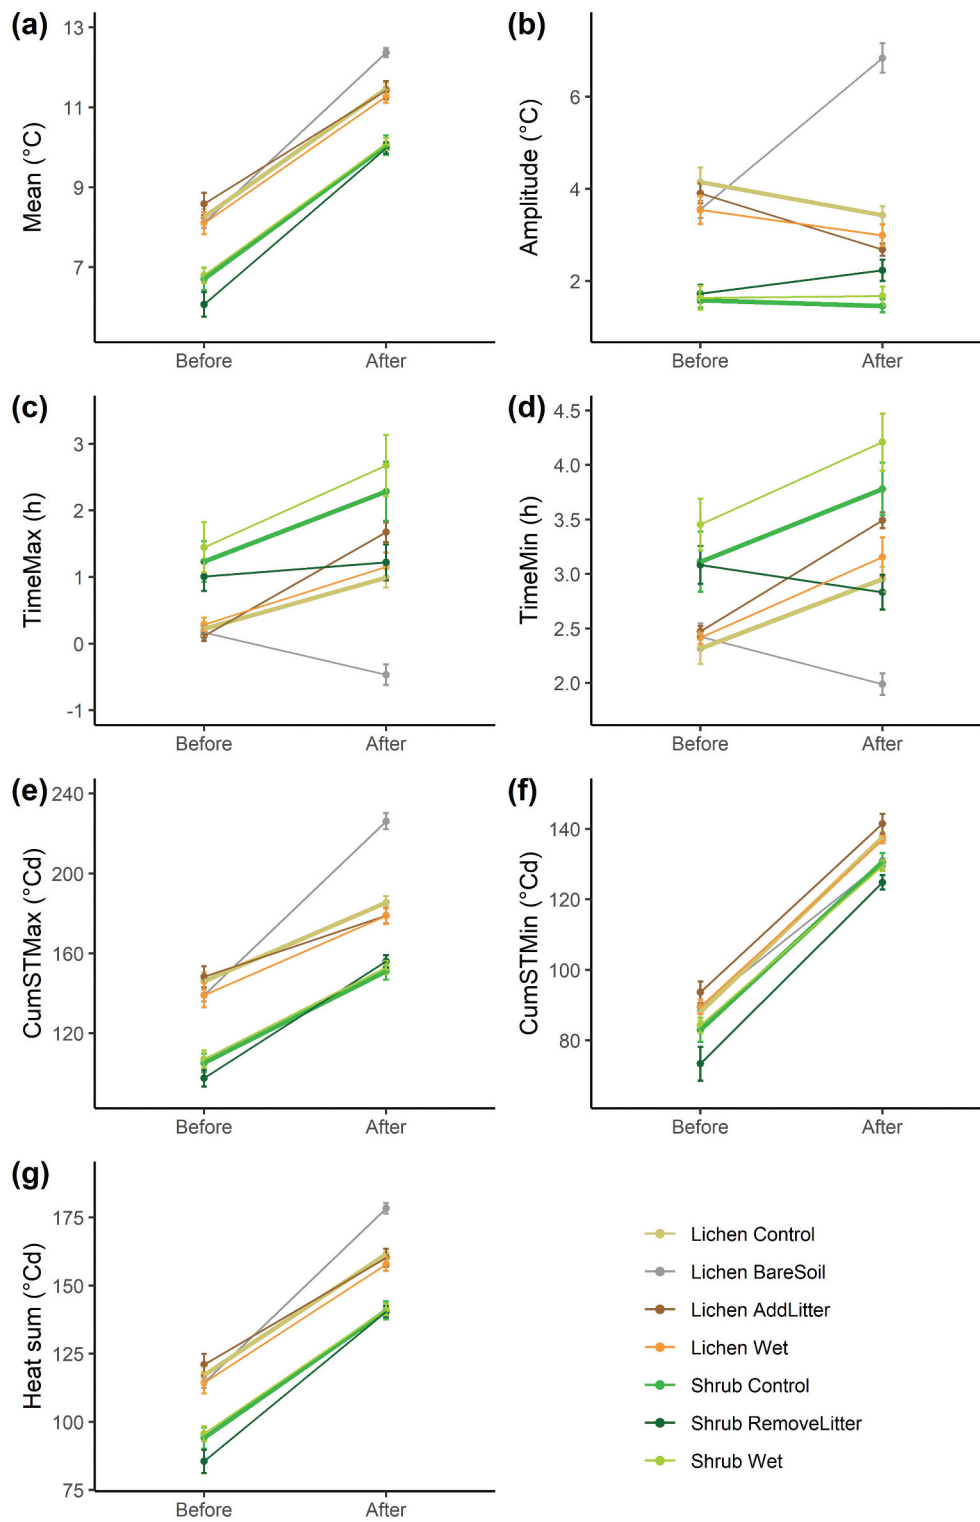 (a)
13
11
9
7
Mean (°C)
Before After
(b)
6
4
2
Amplitude (°C)
Before After
(c)
3
2
1
0
-1
TimeMax (h)
Before After
(d)
4.5
4.0
3.5
3.0
2.5
2.0
TimeMin (h)
Before After
(e)
240
200
160
120
CumSTMax (°Cd)
Before After
(f)
140
120
100
80
CumSTMin (°Cd)
Before After
(g)
175
150
125
100
75
Heat sum (°Cd)
Before After
Lichen Control
Lichen BareSoil
Lichen AddLitter
Lichen Wet
Shrub Control
Shrub RemoveLitter
Shrub Wet